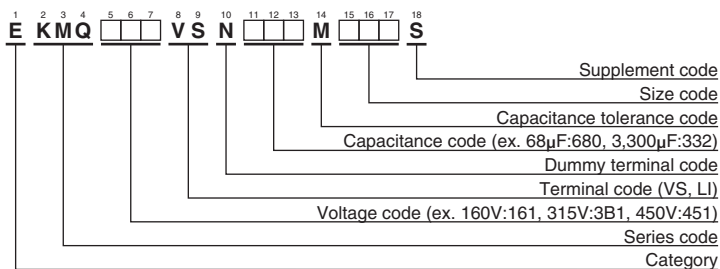 1 2 3 4 5 6 7 8 9 10 11 12 13 14 15 16 17 18
E K M Q V S N M S
Supplement code
Size code
Capacitance tolerance code
Capacitance code (ex. 68µF:680, 3,300µF:332)
Dummy terminal code
Terminal code (VS, LI)
Voltage code (ex. 160V:161, 315V:3B1, 450V:451)
Series code
Category